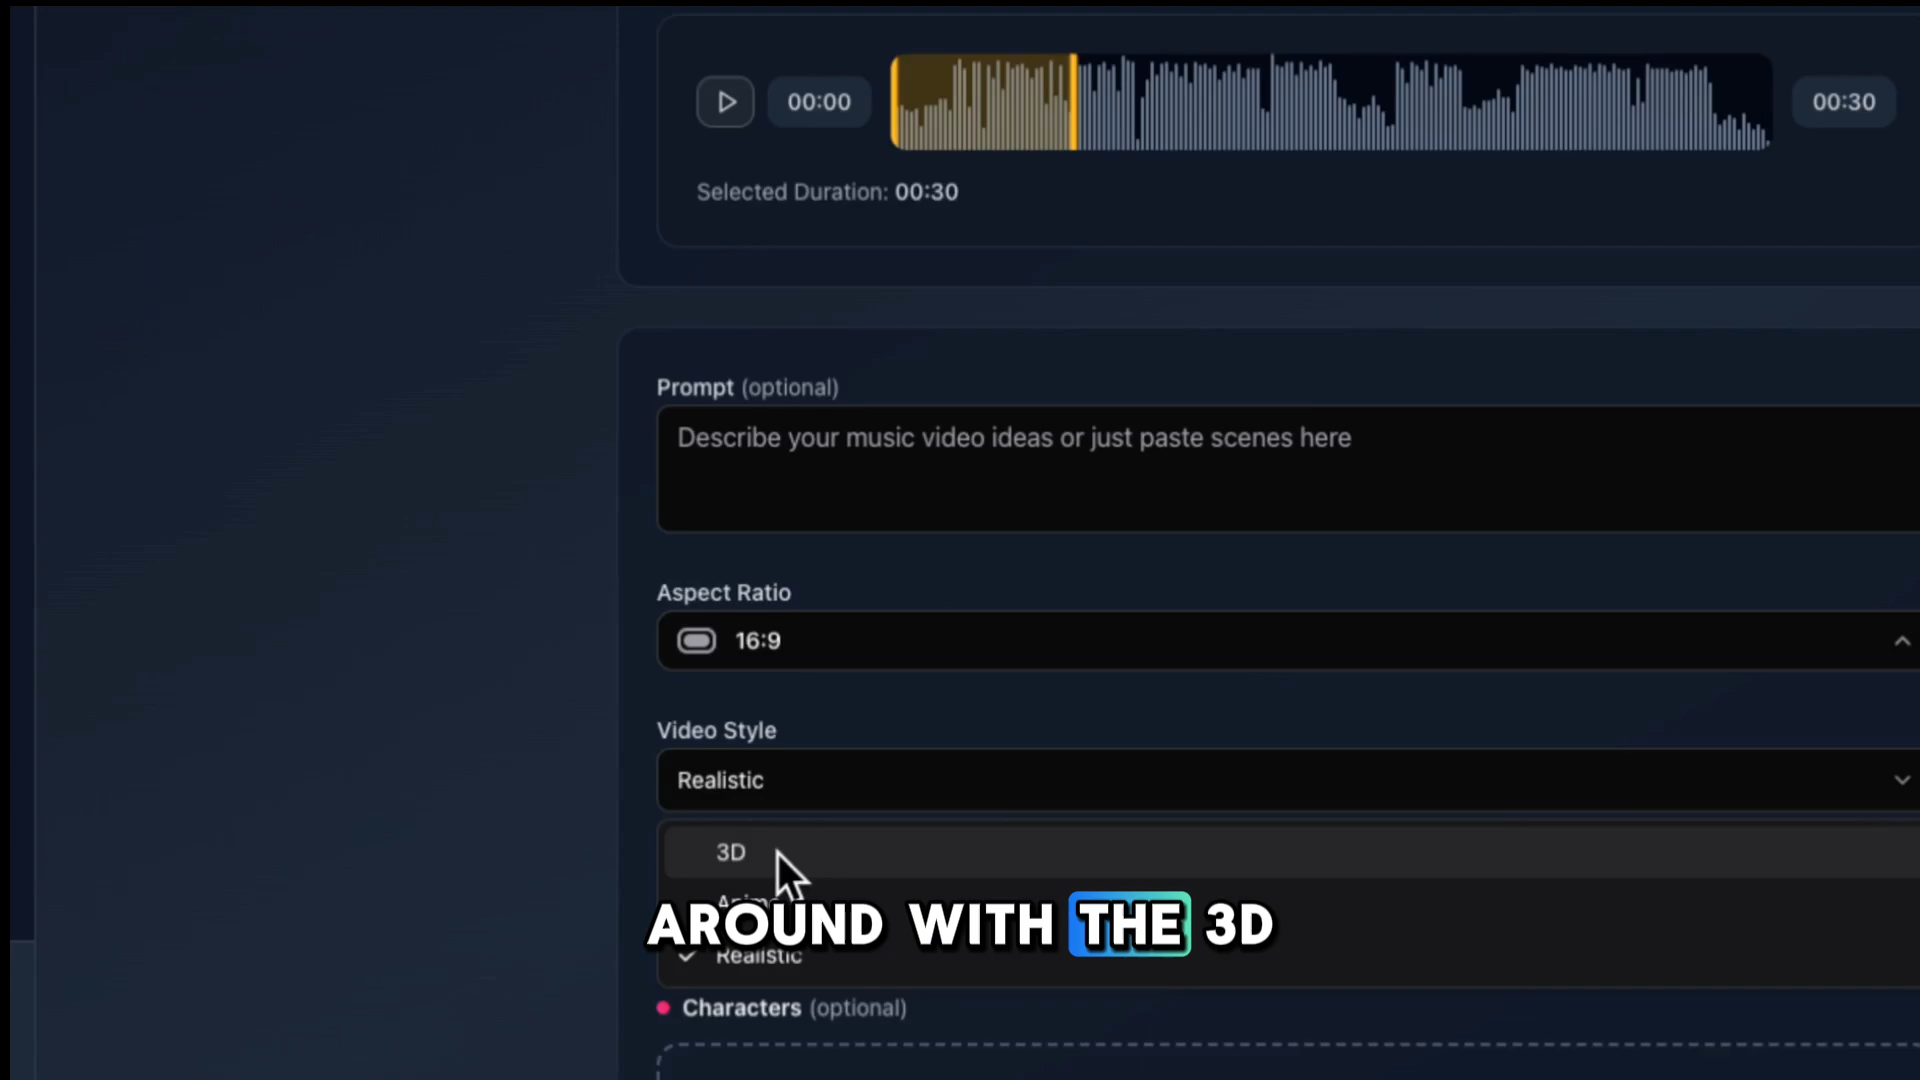 00:00
00:30
Selected Duration: 00:30
Prompt (optional)
Describe your music video ideas or just paste scenes here
Aspect Ratio
16:9
Video Style
Realistic
3D
AROUND WITH THE 3D
Realistic
Characters (optional)